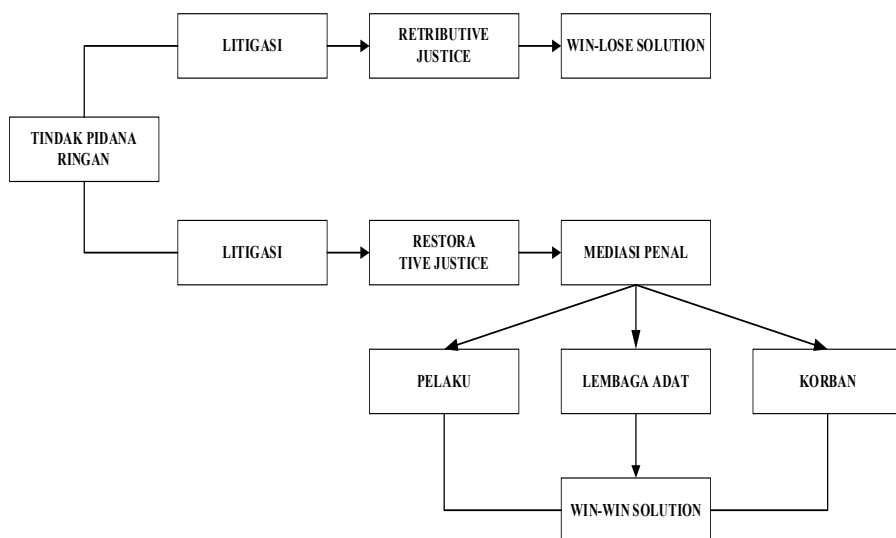 LITIGASI
RETRIBUTIVE
JUSTICE
WIN-LOSE SOLUTION
TINDAK PIDANA
RINGAN
LITIGASI
RESTORA
TIVE JUSTICE
MEDIASI PENAL
PELAKU
LEMBAGA ADAT
KORBAN
WIN-WIN SOLUTION